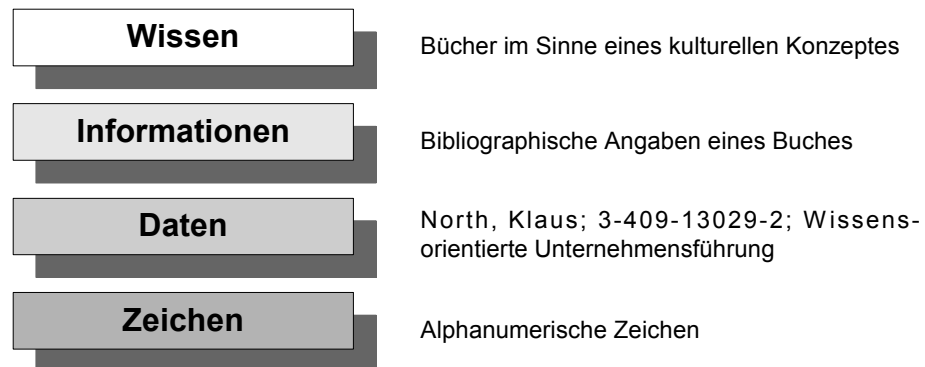 Wissen
Bücher im Sinne eines kulturellen Konzeptes
Informationen
Bibliographische Angaben eines Buches
Daten
North, Klaus; 3-409-13029-2; Wissens-
orientierte Unternehmensführung
Zeichen
Alphanumerische Zeichen